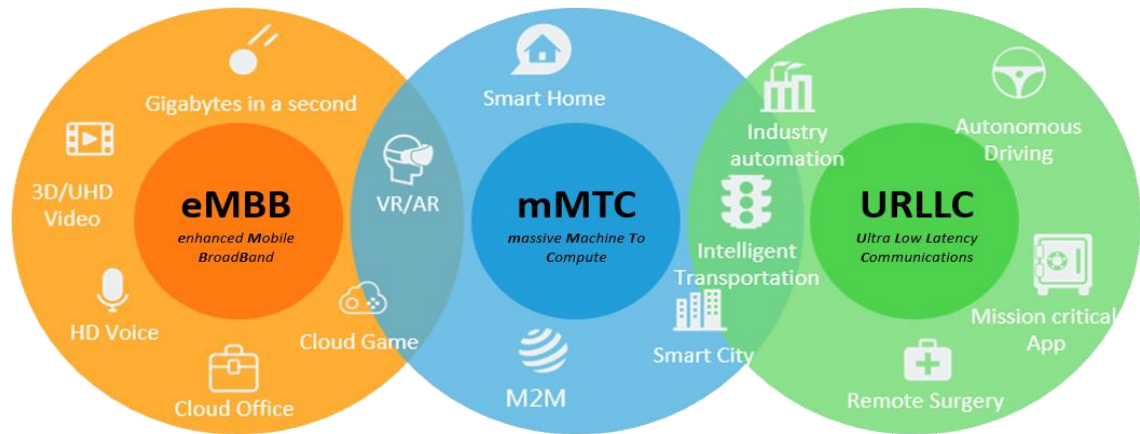 Gigabytes in a second
3D/UHD
Video
eMBB
enhanced Mobile
BroadBand
HD Voice
Cloud Office
VR/AR
Cloud Game
Smart Home
mMTC
massive Machine To
Compute
M2M
Smart City
Industry
automation
Intelligent
Transportation
Autonomous
Driving
URLLC
Ultra Low Latency
Communications
Mission critical
App
Remote Surgery